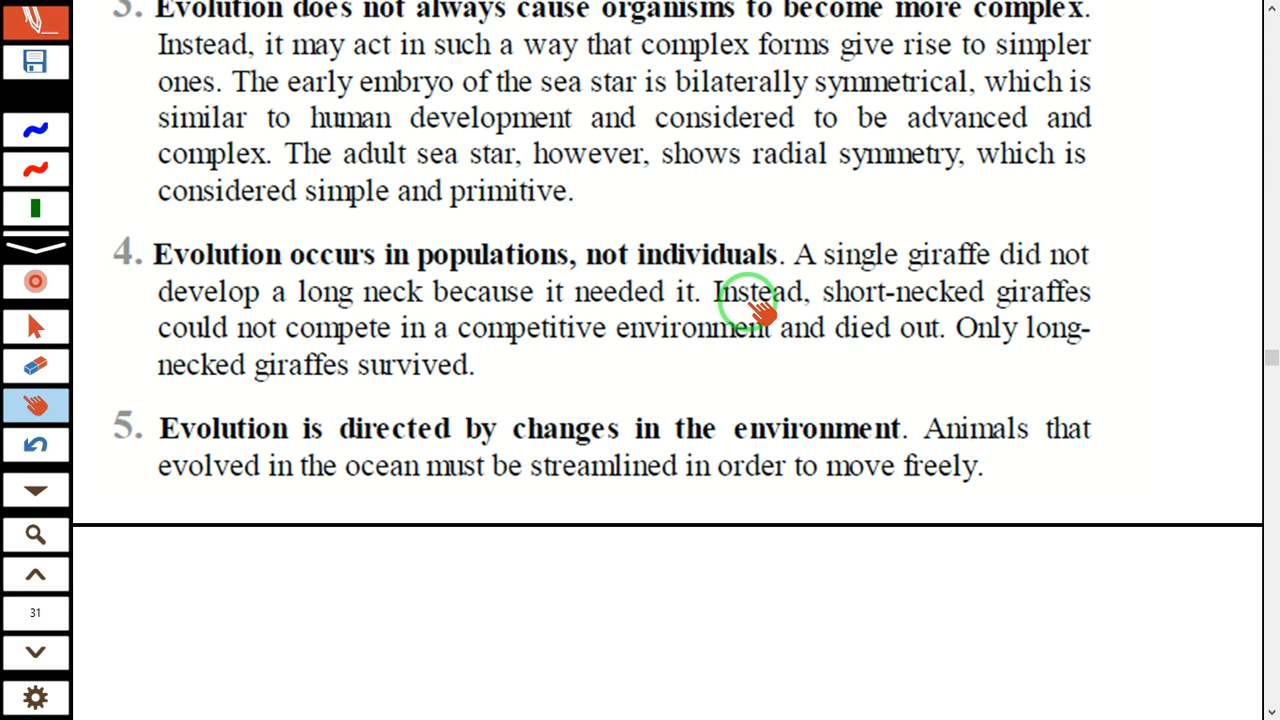 3. Evolution does not always cause organisms to become more complex.
Instead, it may act in such a way that complex forms give rise to simpler
ones. The early embryo of the sea star is bilaterally symmetrical, which is
similar to human development and considered to be advanced and
complex. The adult sea star, however, shows radial symmetry, which is
considered simple and primitive.
4. Evolution occurs in populations, not individuals. A single giraffe did not
develop a long neck because it needed it. Instead, short-necked giraffes
could not compete in a competitive environment and died out. Only long-
necked giraffes survived.
5. Evolution is directed by changes in the environment. Animals that
evolved in the ocean must be streamlined in order to move freely.
31